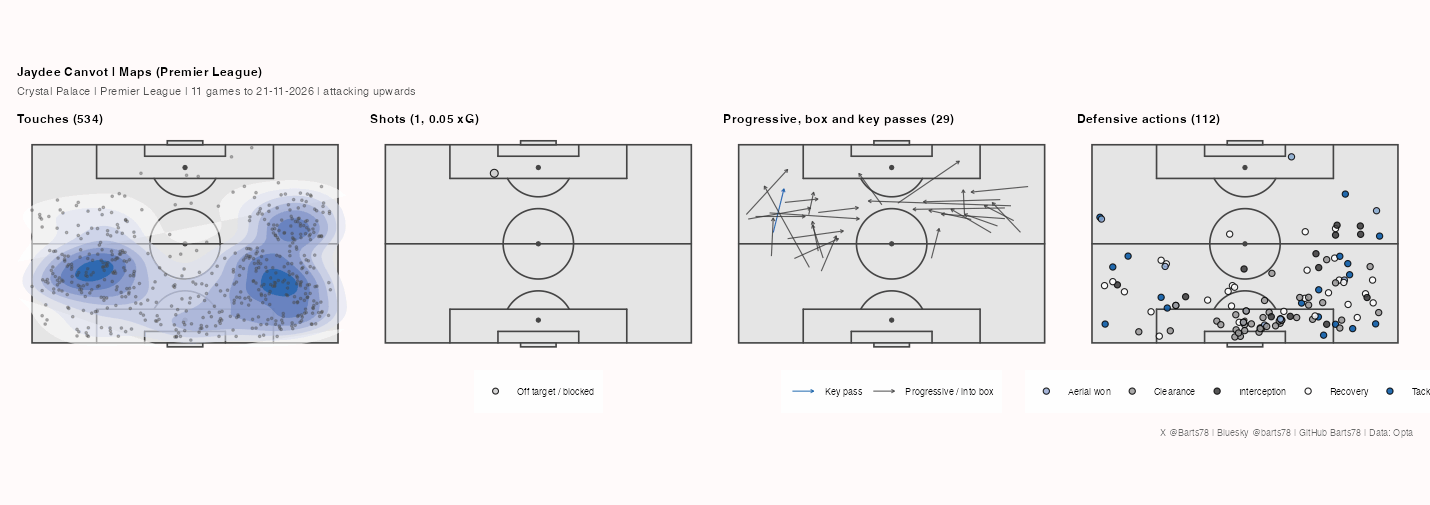 Jaydee Canvot | Maps (Premier League)
Crystal Palace | Premier League | 11 games to 21-11-2026 | attacking upwards
Touches (534)
Shots (1, 0.05 xG)
Progressive, box and key passes (29)
Defensive actions (112)
Off target / blocked
Key pass
Progressive / into box
Aerial won
Clearance
Interception
Recovery
Tack
X @Barts78 | Bluesky @barts78 | GitHub Barts78 | Data: Opta